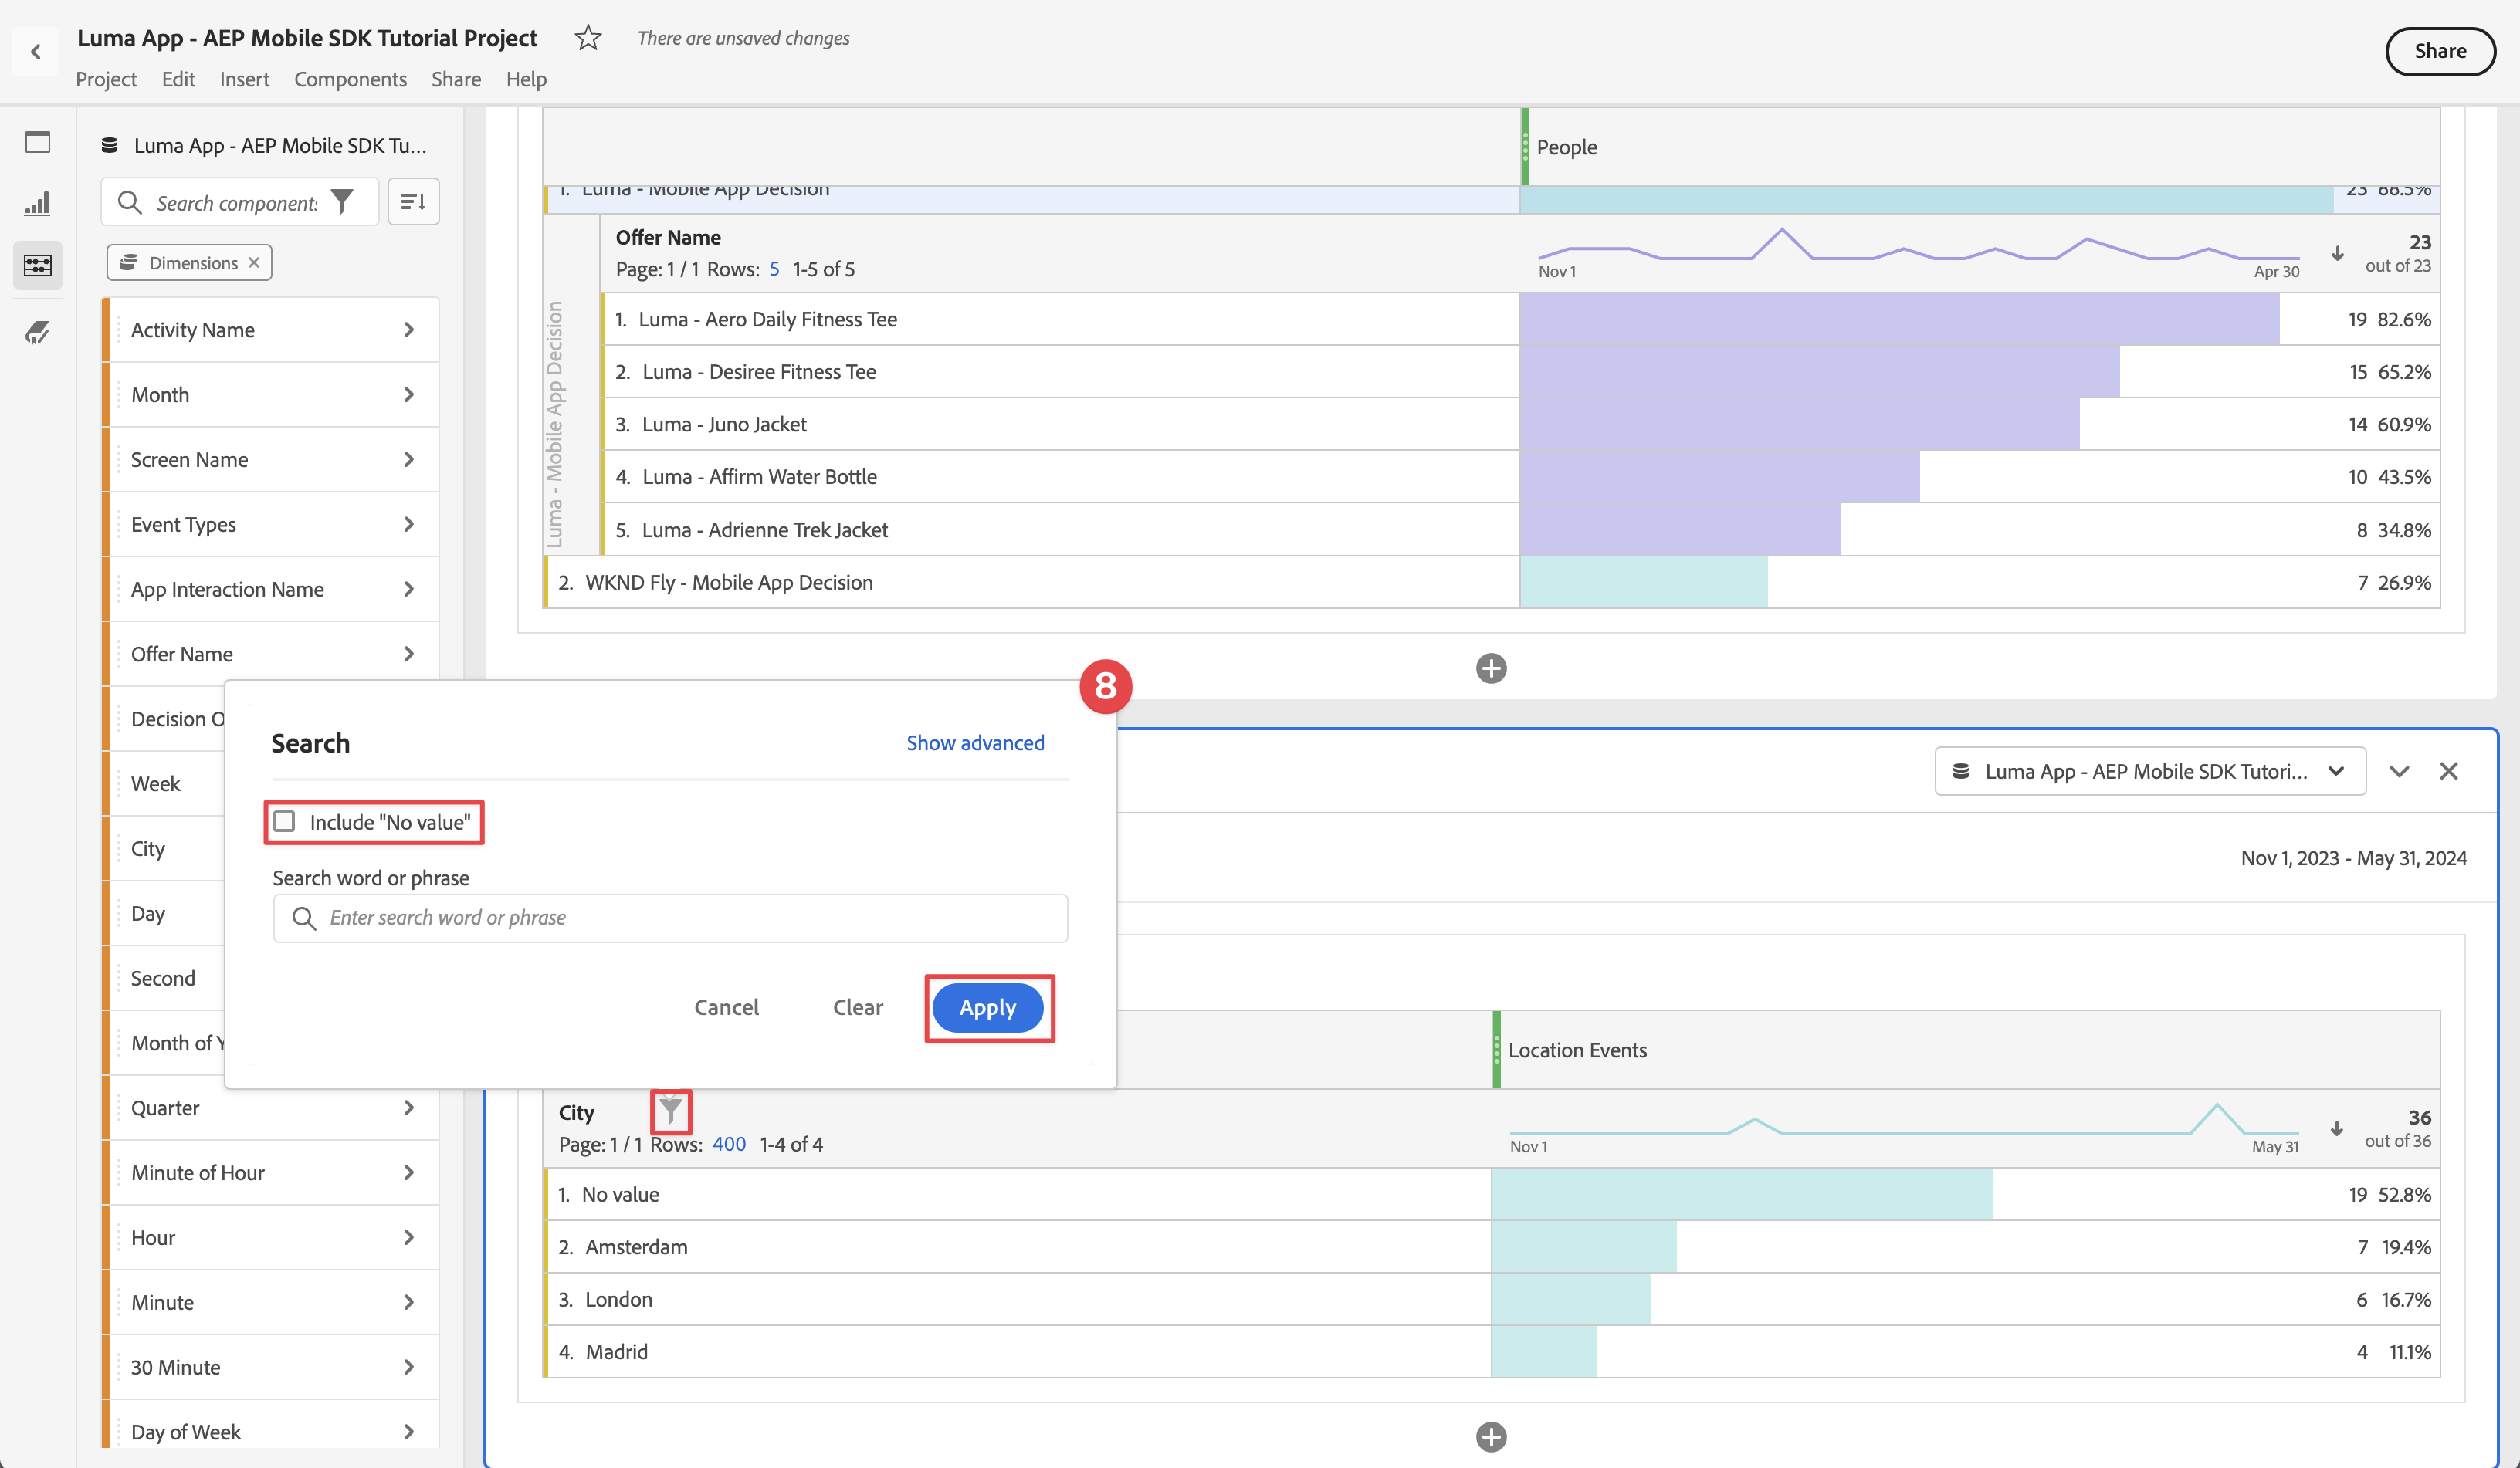 Luma App - AEP Mobile SDK Tutorial Project
There are unsaved changes
Share
Project Edit Insert Components Share Help
Luma App - AEP Mobile SDK Tu...
Search component
Dimensions
Activity Name
Month
Screen Name
Event Types
App Interaction Name
Offer Name
Decision O
Week
City
Day
Second
Month of Y
Quarter
Minute of Hour
Hour
Minute
30 Minute
Day of Week
People
1. Luma - Mobile App Decision 23 88.5%
Luma - Mobile App Decision
Offer Name
Page: 1 / 1 Rows: 5 1-5 of 5
Nov 1 Apr 30
23
out of 23
1. Luma - Aero Daily Fitness Tee 19 82.6%
2. Luma - Desiree Fitness Tee 15 65.2%
3. Luma - Juno Jacket 14 60.9%
4. Luma - Affirm Water Bottle 10 43.5%
5. Luma - Adrienne Trek Jacket 8 34.8%
2. WKND Fly - Mobile App Decision 7 26.9%
8
Search
Show advanced
Include "No value"
Search word or phrase
Enter search word or phrase
Cancel Clear Apply
Luma App - AEP Mobile SDK Tutori...
Nov 1, 2023 - May 31, 2024
Location Events
City
Page: 1 / 1 Rows: 400 1-4 of 4
Nov 1 May 31
36
out of 36
1. No value 19 52.8%
2. Amsterdam 7 19.4%
3. London 6 16.7%
4. Madrid 4 11.1%